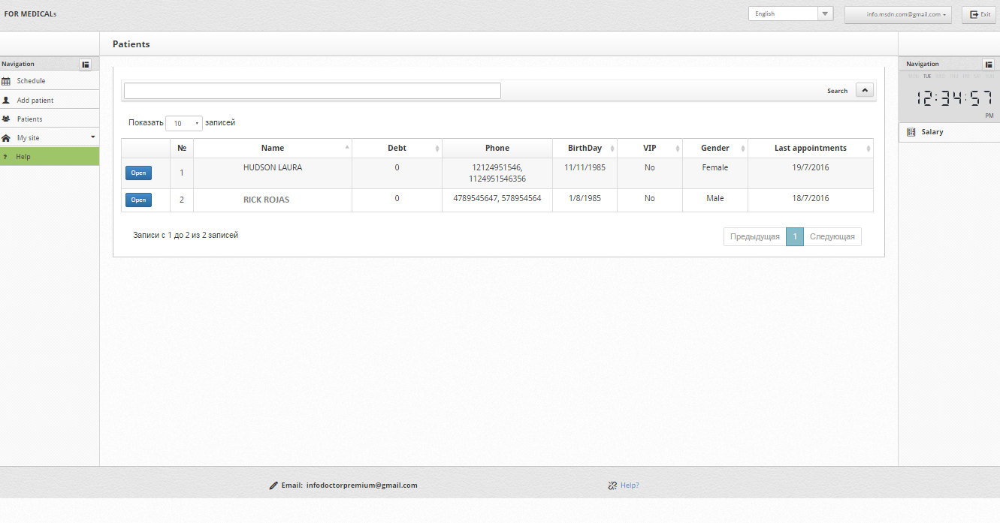 FOR MEDICALs
English
info.msdn.com@gmail.com
Exit
Patients
Navigation
Schedule
Add patient
Patients
My site
? Help
Search
Показать 10 записей
№ Name Debt Phone BirthDay VIP Gender Last appointments
Open 1 HUDSON LAURA 0 12124951546, 11/11/1985 No Female 19/7/2016
1124951546356
Open 2 RICK ROJAS 0 4789545647, 578954564 1/8/1985 No Male 18/7/2016
Записи с 1 до 2 из 2 записей
Предыдущая 1 Следующая
Navigation
MON TUE WED THU FRI SAT SUN
12:34:57
PM
Salary
Email: infodoctorpremium@gmail.com
Help?